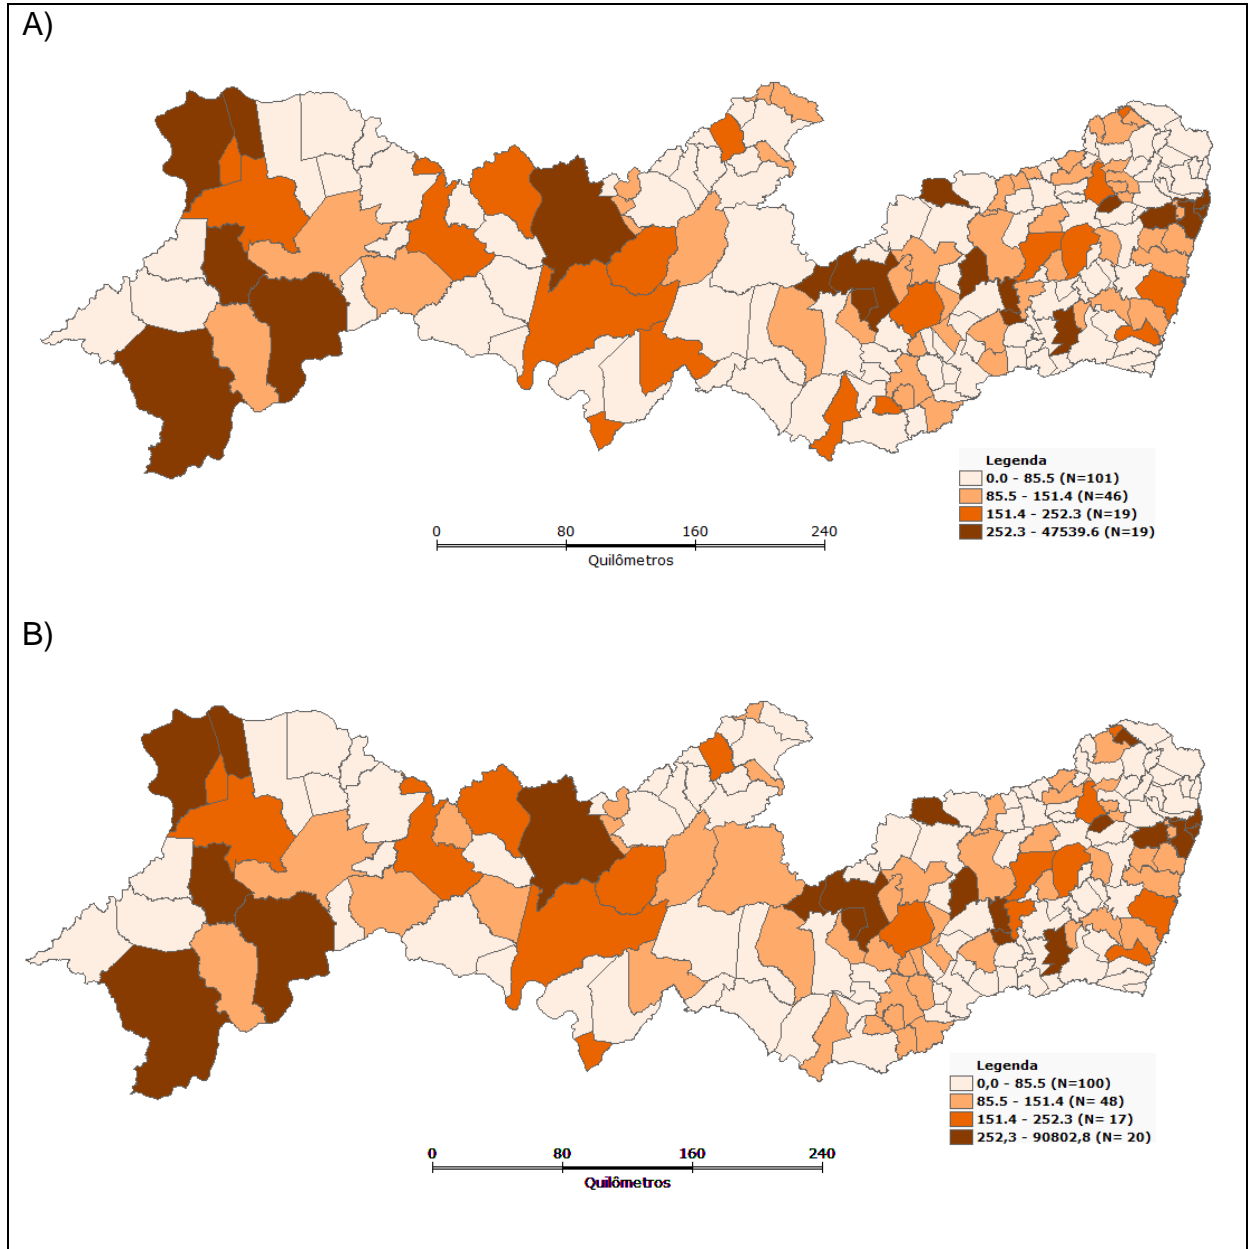 A)
Legenda
0.0 - 85.5 (N=101)
85.5 - 151.4 (N=46)
151.4 - 252.3 (N=19)
252.3 - 47539.6 (N=19)
0 80 160 240
Quilômetros
B)
Legenda
0,0 - 85.5 (N=100)
85.5 - 151.4 (N= 48)
151.4 - 252.3 (N= 17)
252,3 - 90802,8 (N= 20)
0 80 160 240
Quilômetros